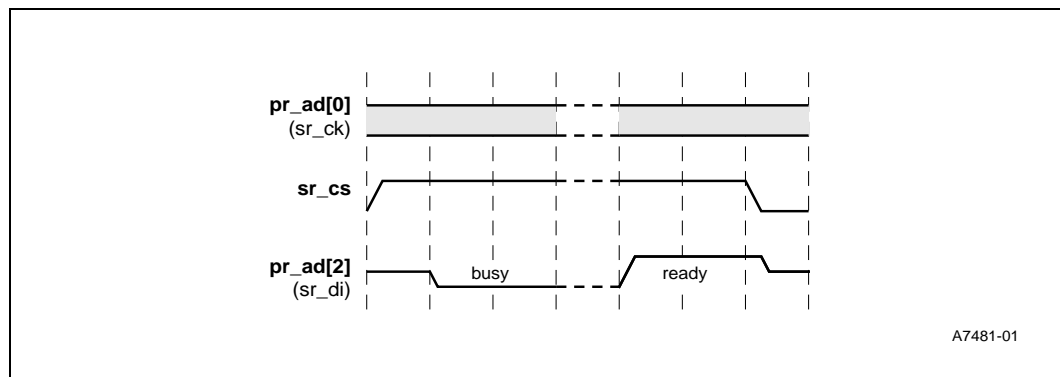 pr_ad[0]
(sr_ck)
sr_cs
pr_ad[2]
busy
ready
(sr_di)
A7481-01